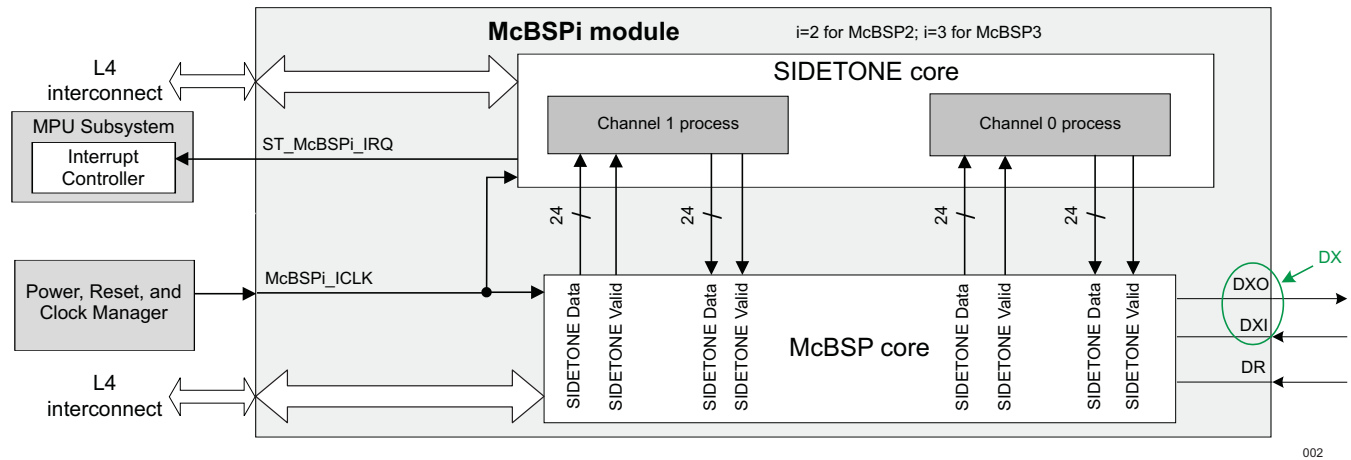 McBSPi module
i=2 for McBSP2; i=3 for McBSP3
L4
interconnect
SIDETONE core
MPU Subsystem
Interrupt
Controller
ST_McBSPi_IRQ
Channel 1 process
Channel 0 process
24
24
24
24
Power, Reset, and
Clock Manager
McBSPi_ICLK
SIDETONE Data
SIDETONE Valid
SIDETONE Data
SIDETONE Valid
SIDETONE Data
SIDETONE Valid
SIDETONE Data
SIDETONE Valid
McBSP core
DX
DXO
DXI
DR
L4
interconnect
002